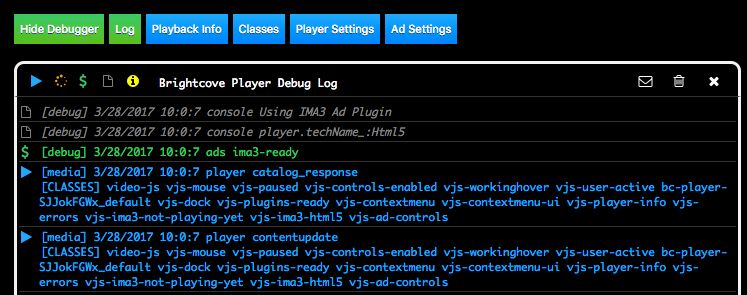 Hide Debugger Log Playback Info Classes Player Settings Ad Settings
Brightcove Player Debug Log
[debug] 3/28/2017 10:0:7 console Using IMA3 Ad Plugin
[debug] 3/28/2017 10:0:7 console player.techName_:Html5
[debug] 3/28/2017 10:0:7 ads ima3-ready
[media] 3/28/2017 10:0:7 player catalog_response
[CLASSES] video-js vjs-mouse vjs-paused vjs-controls-enabled vjs-workinghover vjs-user-active bc-player-
SJJokFGWx_default vjs-dock vjs-plugins-ready vjs-contextmenu vjs-contextmenu-ui vjs-player-info vjs-
errors vjs-ima3-not-playing-yet vjs-ima3-html5 vjs-ad-controls
[media] 3/28/2017 10:0:7 player contentupdate
[CLASSES] video-js vjs-mouse vjs-paused vjs-controls-enabled vjs-workinghover vjs-user-active bc-player-
SJJokFGWx_default vjs-dock vjs-plugins-ready vjs-contextmenu vjs-contextmenu-ui vjs-player-info vjs-
errors vjs-ima3-not-playing-yet vjs-ima3-html5 vjs-ad-controls